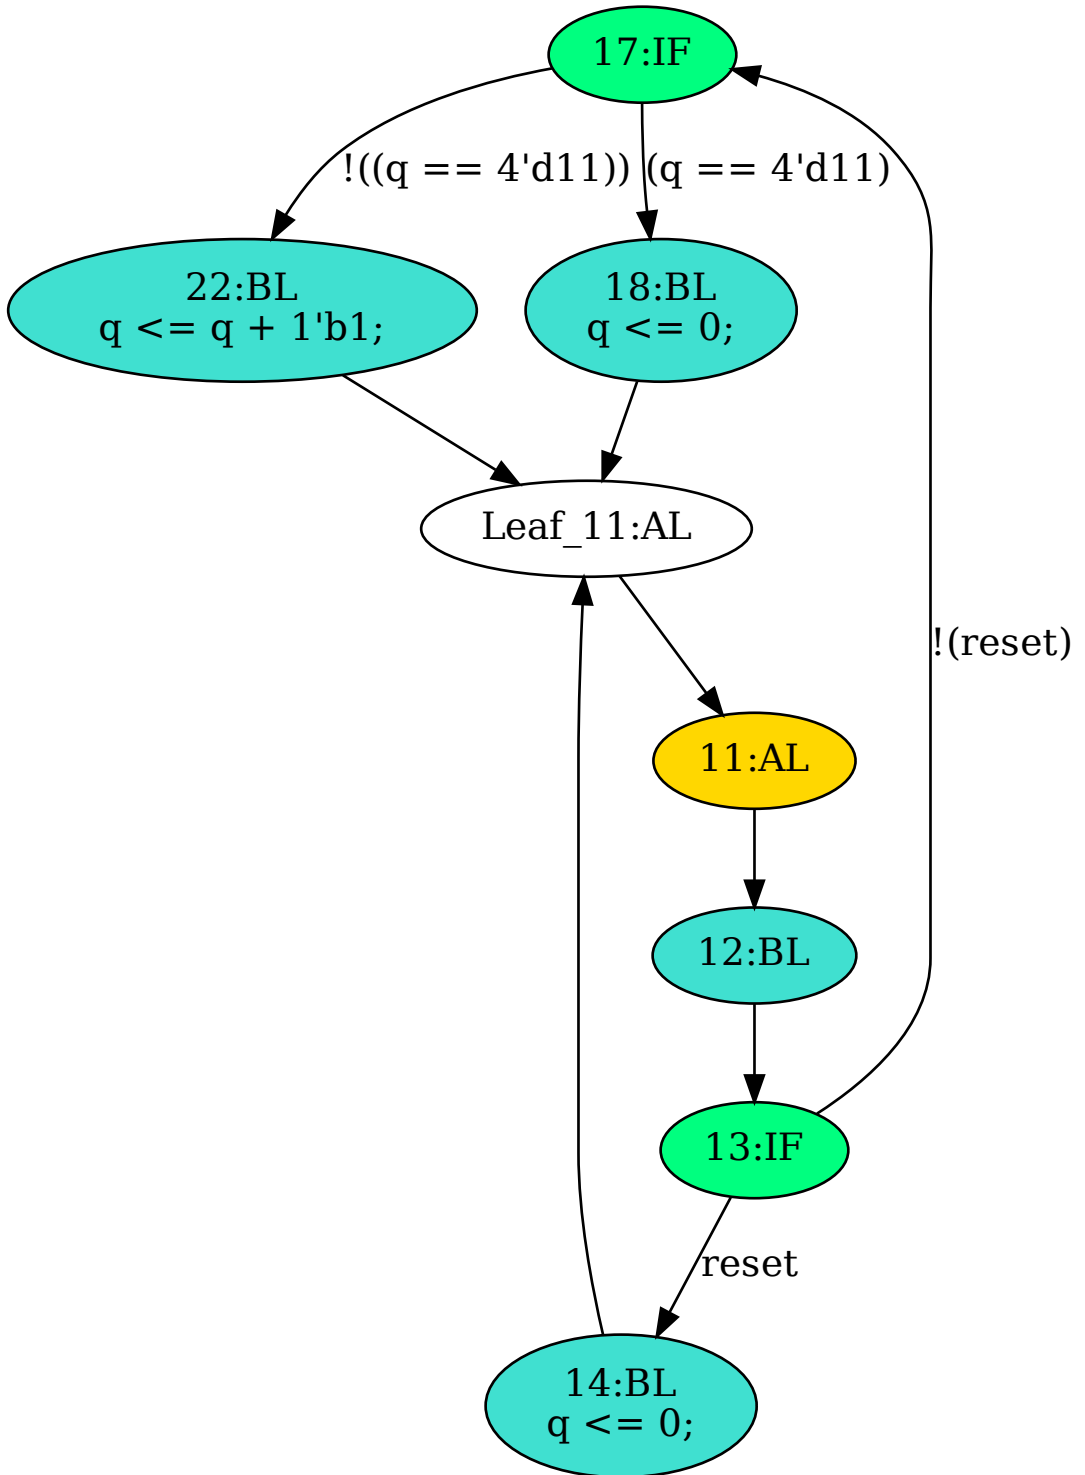 17:IF
!((q == 4'd11))
(q == 4'd11)
22:BL
q <= q + 1'b1;
18:BL
q <= 0;
Leaf_11:AL
!(reset)
11:AL
12:BL
13:IF
reset
14:BL
q <= 0;